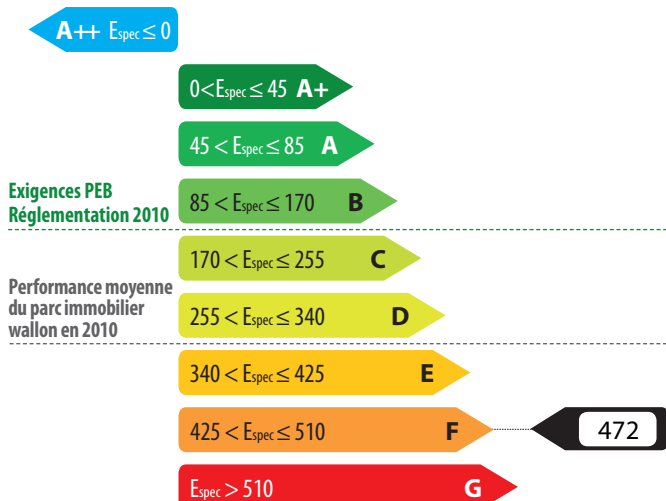 A++ Espec ≤ 0
0 < Espec ≤ 45 A+
45 < Espec ≤ 85 A
Exigences PEB
Réglementation 2010
85 < Espec ≤ 170 B
170 < Espec ≤ 255 C
Performance moyenne
du parc immobilier
wallon en 2010
255 < Espec ≤ 340 D
340 < Espec ≤ 425 E
425 < Espec ≤ 510 F 472
Espec > 510 G